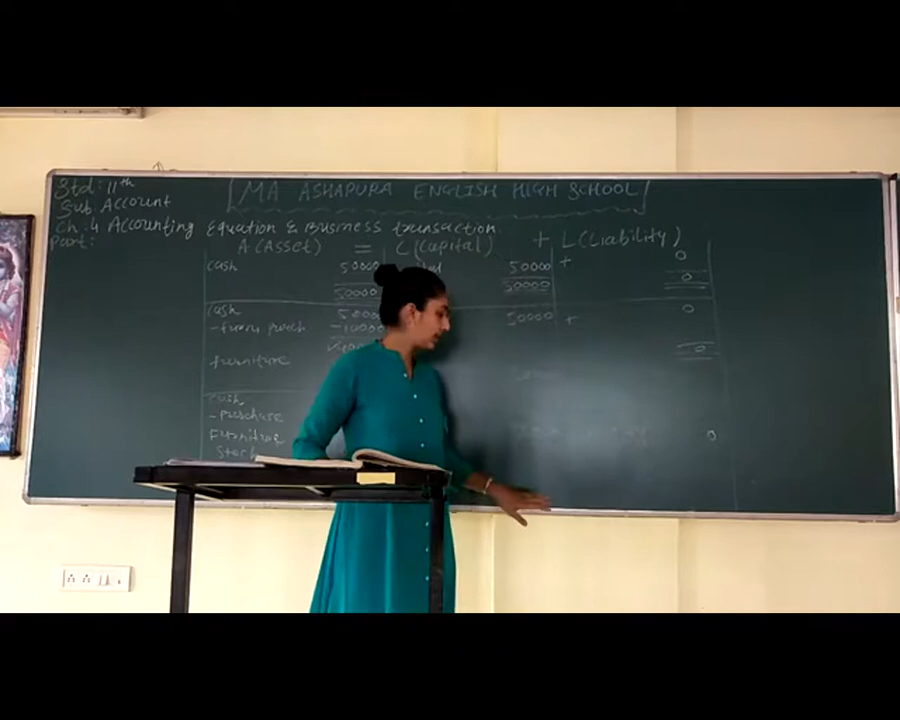 Std: 11th
MA ASHAPURA ENGLISH HIGH SCHOOL
Sub: Account
Ch: 4 Accounting Equation & Business transaction.
Part:
A (Asset) = C (Capital) + L (Liability)
cash 50000 50000 + 0
50000 50000 0
cash 50000 + 0
- furni purch - 10000
furniture 0
cash
- purchase
Furniture 0
Stock